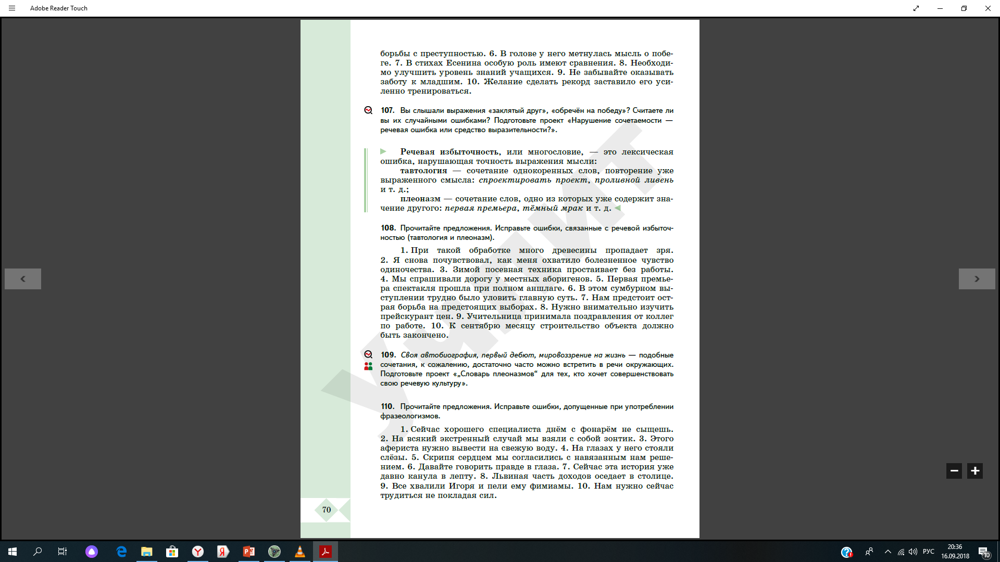 Adobe Reader Touch
борьбы с преступностью. 6. В голове у него метнулась мысль о побе-
ге. 7. В стихах Есенина особую роль имеют сравнения. 8. Необходи-
мо улучшить уровень знаний учащихся. 9. Не забывайте оказывать
заботу к младшим. 10. Желание сделать рекорд заставило его уси-
ленно тренироваться.
107. Вы слышали выражения «заклятый друг», «обречён на победу»? Считаете ли
вы их случайными ошибками? Подготовьте проект «Нарушение сочетаемости —
речевая ошибка или средство выразительности?».
Речевая избыточность, или многословие, — это лексическая
ошибка, нарушающая точность выражения мысли:
тавтология — сочетание однокоренных слов, повторение уже
выраженного смысла: спроектировать проект, проливной ливень
и т. д.;
плеоназм — сочетание слов, одно из которых уже содержит зна-
чение другого: первая премьера, тёмный мрак и т. д.
108. Прочитайте предложения. Исправьте ошибки, связанные с речевой избыточ-
ностью (тавтология и плеоназм).
1. При такой обработке много древесины пропадает зря.
2. Я снова почувствовал, как меня охватило болезненное чувство
одиночества. 3. Зимой посевная техника простаивает без работы.
4. Мы спрашивали дорогу у местных аборигенов. 5. Первая премье-
ра спектакля прошла при полном аншлаге. 6. В этом сумбурном вы-
ступлении трудно было уловить главную суть. 7. Нам предстоит ост-
рая борьба на предстоящих выборах. 8. Нужно внимательно изучить
прейскурант цен. 9. Учительница принимала поздравления от коллег
по работе. 10. К сентябрю месяцу строительство объекта должно
быть закончено.
109. Своя автобиография, первый дебют, мировоззрение на жизнь — подобные
сочетания, к сожалению, достаточно часто можно встретить в речи окружающих.
Подготовьте проект «„Словарь плеоназмов“ для тех, кто хочет совершенствовать
свою речевую культуру».
110. Прочитайте предложения. Исправьте ошибки, допущенные при употреблении
фразеологизмов.
1. Сейчас хорошего специалиста днём с фонарём не сыщешь.
2. На всякий экстренный случай мы взяли с собой зонтик. 3. Этого
афериста нужно вывести на свежую воду. 4. На глазах у него стояли
слёзы. 5. Скрипя сердцем мы согласились с навязанным нам реше-
нием. 6. Давайте говорить правде в глаза. 7. Сейчас эта история уже
давно канула в лепту. 8. Львиная часть доходов оседает в столице.
9. Все хвалили Игоря и пели ему фимиамы. 10. Нам нужно сейчас
трудиться не покладая сил.
70
Учлит
РУС
20:36
16.09.2018
10